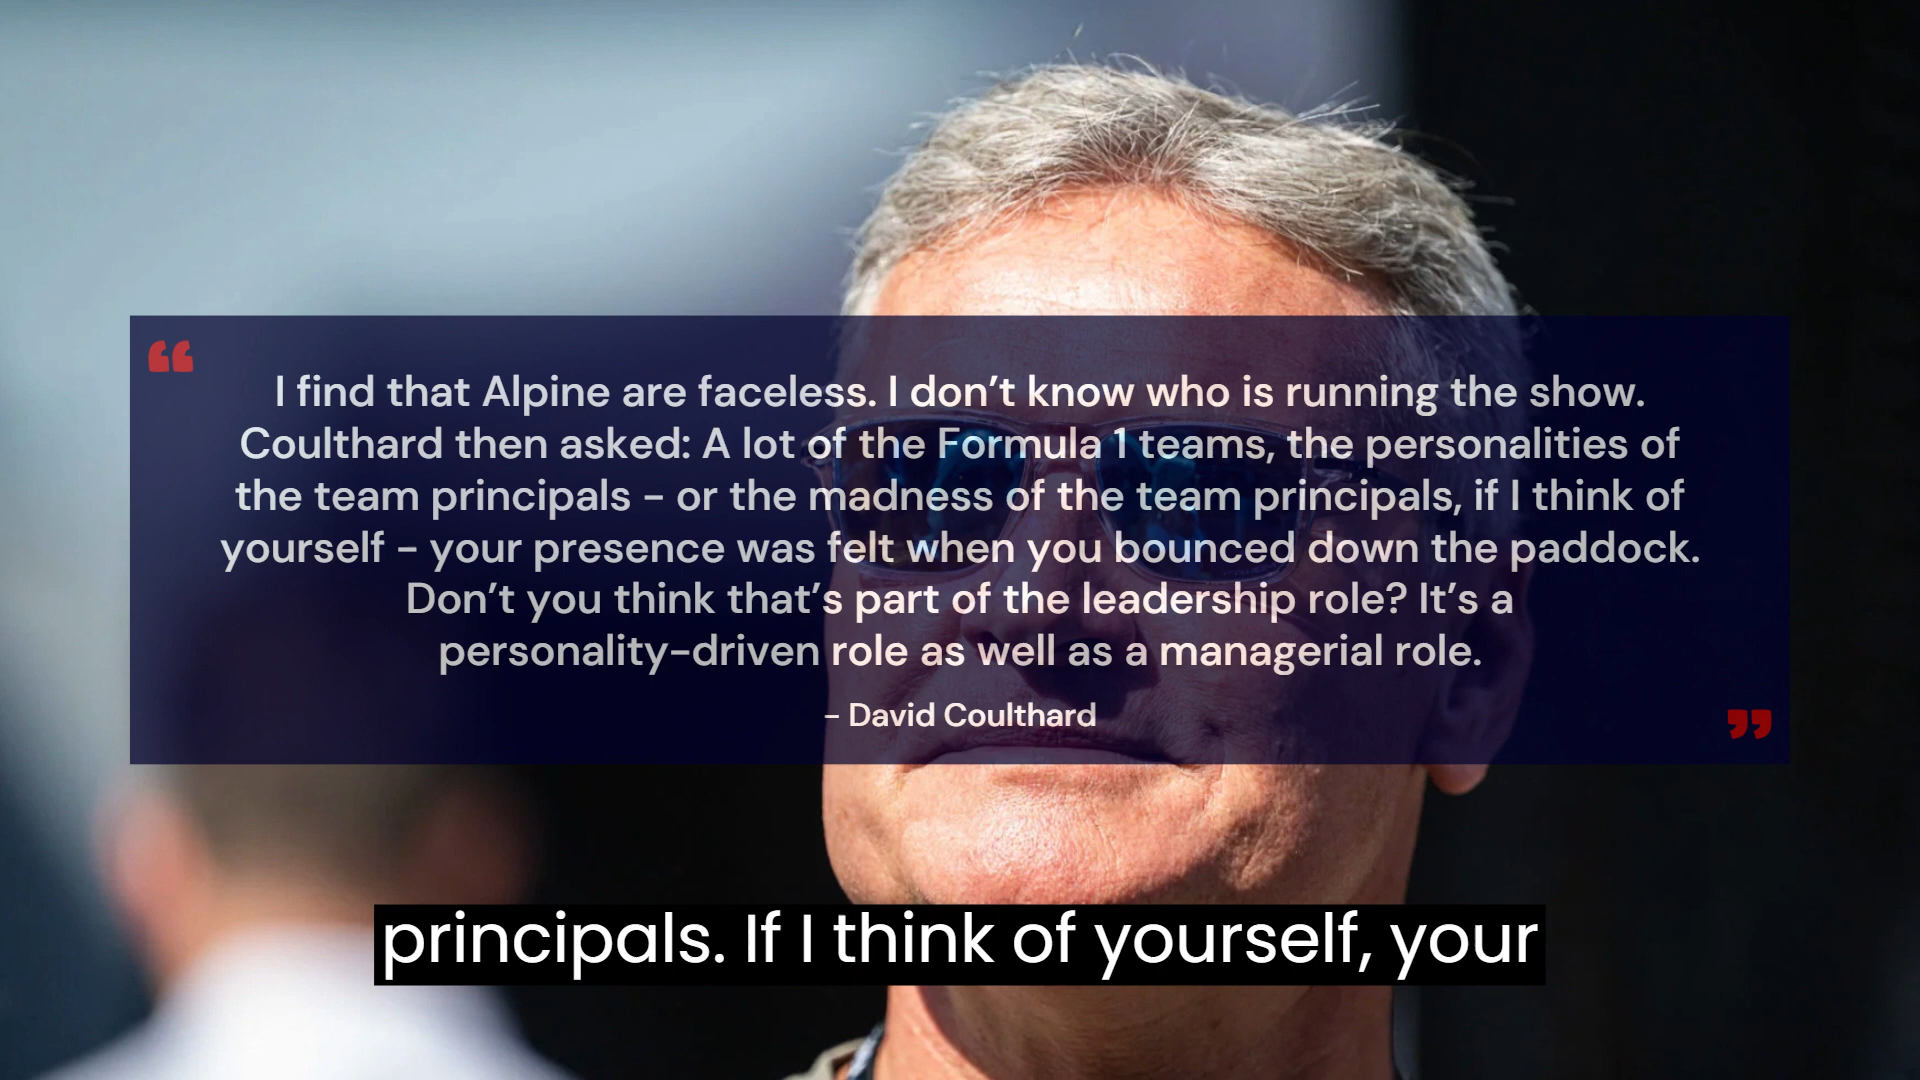 “
I find that Alpine are faceless. I don’t know who is running the show.
Coulthard then asked: A lot of the Formula 1 teams, the personalities of
the team principals – or the madness of the team principals, if I think of
yourself – your presence was felt when you bounced down the paddock.
Don’t you think that’s part of the leadership role? It’s a
personality-driven role as well as a managerial role.
– David Coulthard
”
principals. If I think of yourself, your